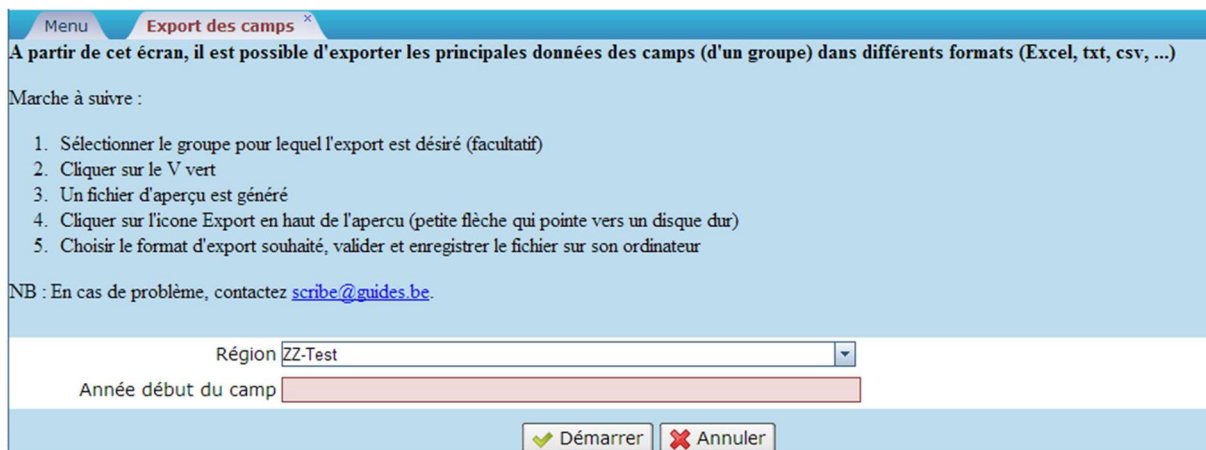 Menu
Export des camps x
A partir de cet écran, il est possible d'exporter les principales données des camps (d'un groupe) dans différents formats (Excel, txt, csv, ...)
Marche à suivre :
1. Sélectionner le groupe pour lequel l'export est désiré (facultatif)
2. Cliquer sur le V vert
3. Un fichier d'aperçu est généré
4. Cliquer sur l'icone Export en haut de l'apercu (petite flèche qui pointe vers un disque dur)
5. Choisir le format d'export souhaité, valider et enregistrer le fichier sur son ordinateur
NB : En cas de problème, contactez scribe@guides.be.
Région ZZ-Test
Année début du camp
Démarrer Annuler